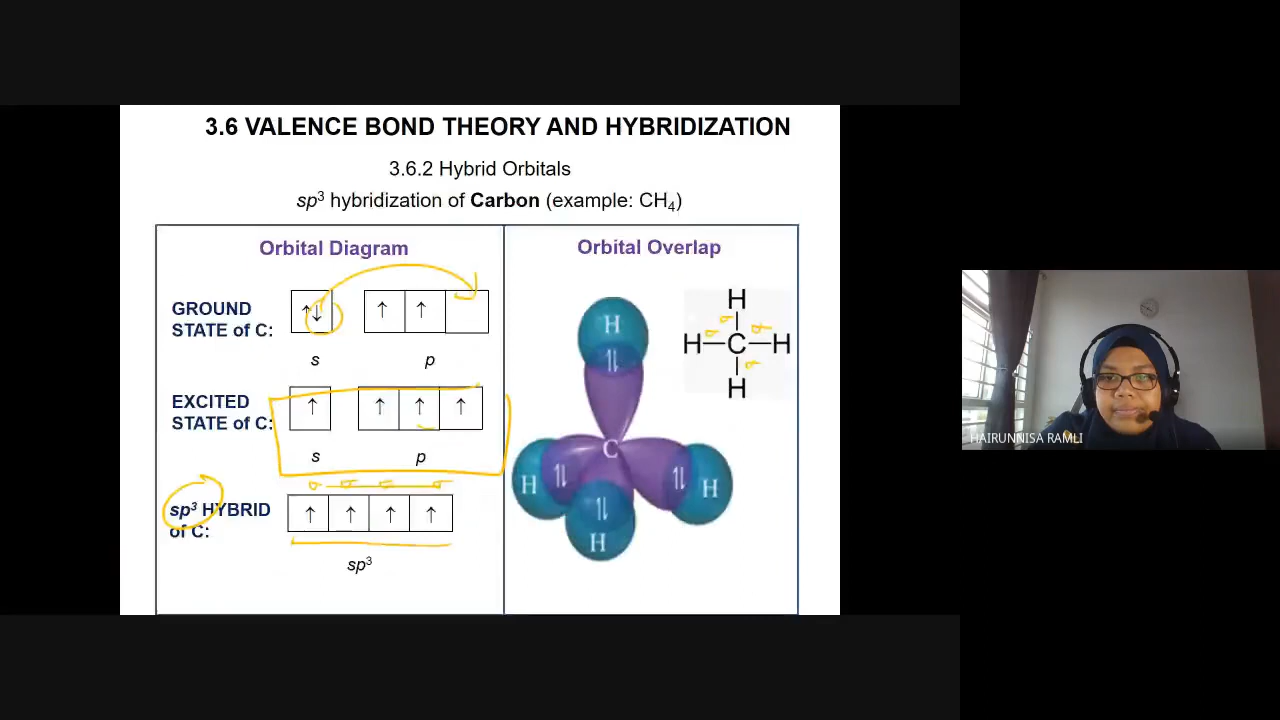 3.6 VALENCE BOND THEORY AND HYBRIDIZATION
3.6.2 Hybrid Orbitals
sp³ hybridization of Carbon (example: CH₄)
Orbital Diagram
Orbital Overlap
GROUND
STATE of C:
↑↓ ↑ ↑
s p
EXCITED
STATE of C:
↑ ↑ ↑ ↑
s p
σ σ σ σ
sp³ HYBRID
of C:
↑ ↑ ↑ ↑
sp³
H
⥮
C
H ⥮
⥮ H
⥮
H
H
σ σ σ
H–C–H
σ
H
HAIRUNNISA RAMLI